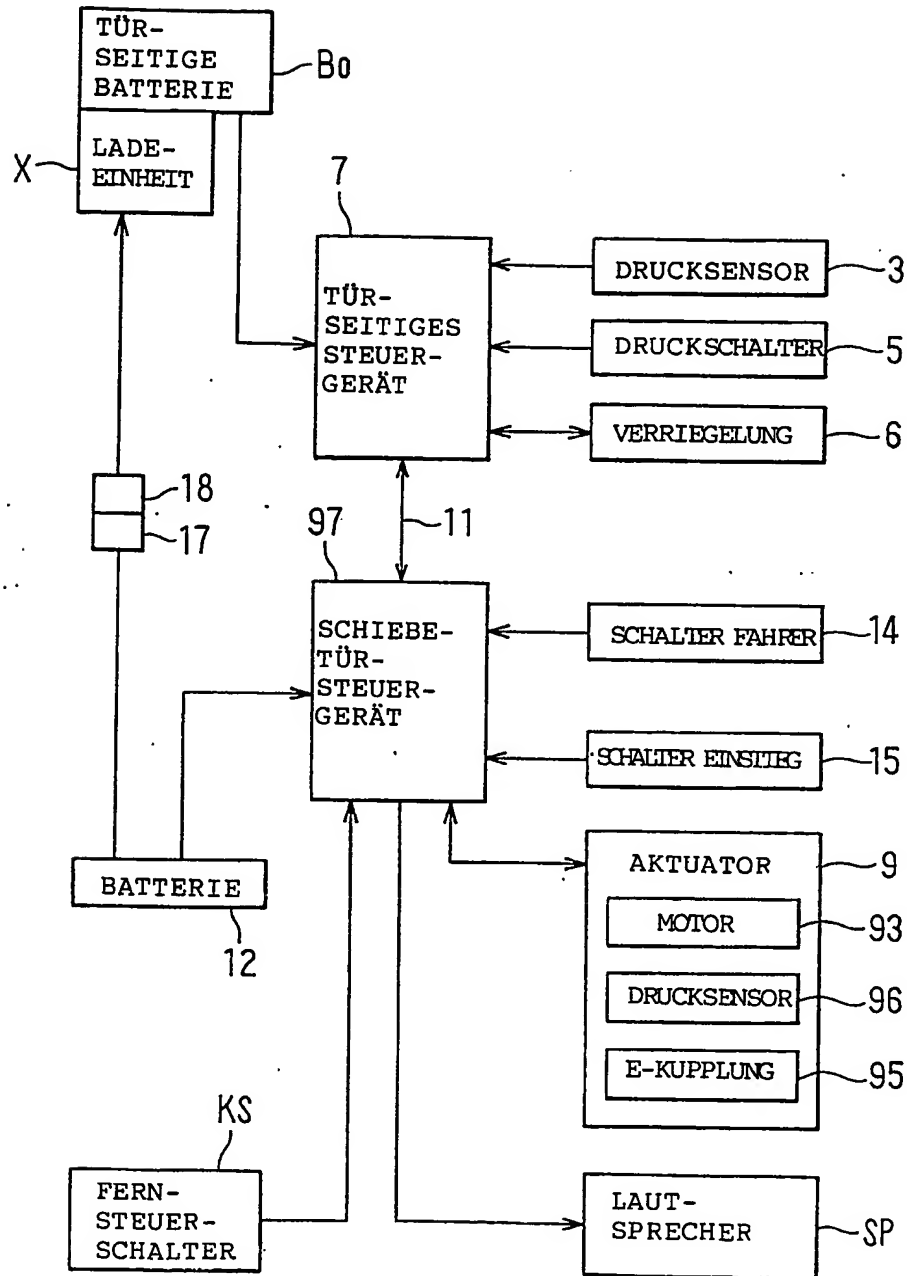 TÜR-
SEITIGE
BATTERIE
Bo
LADE-
EINHEIT
X
7
TÜR-
SEITIGES
STEUER-
GERÄT
DRUCKSENSOR
3
DRUCKSCHALTER
5
VERRIEGELUNG
6
18
17
11
97
SCHIEBE-
TÜR-
STEUER-
GERÄT
SCHALTER FAHRER
14
SCHALTER EINSTIEG
15
BATTERIE
12
AKTUATOR
9
MOTOR
93
DRUCKSENSOR
96
E-KUPPLUNG
95
KS
FERN-
STEUER-
SCHALTER
LAUT-
SPRECHER
SP